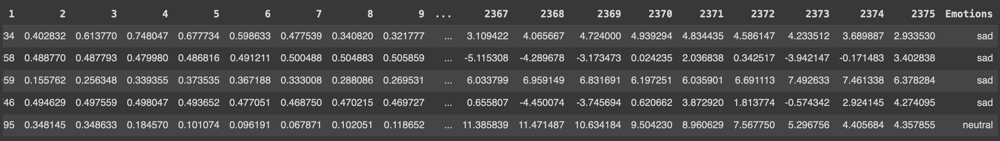 1 2 3 4 5 6 7 8 9 ... 2367 2368 2369 2370 2371 2372 2373 2374 2375 Emotions
34 0.402832 0.613770 0.748047 0.677734 0.598633 0.477539 0.340820 0.321777 ... 3.109422 4.065667 4.724000 4.939294 4.834435 4.586147 4.233512 3.689887 2.933530 sad
58 0.488770 0.487793 0.479980 0.486816 0.491211 0.500488 0.504883 0.505859 ... -5.115308 -4.289678 -3.173473 0.024235 2.036838 0.342517 -3.942147 -0.171483 3.402838 sad
59 0.155762 0.256348 0.339355 0.373535 0.367188 0.333008 0.288086 0.269531 ... 6.033799 6.959149 6.831691 6.197251 6.035901 6.691113 7.492633 7.461338 6.378284 sad
46 0.494629 0.497559 0.498047 0.493652 0.477051 0.468750 0.470215 0.469727 ... 0.655807 -4.450074 -3.745694 0.620662 3.872920 1.813774 -0.574342 2.924145 4.274095 sad
95 0.348145 0.348633 0.184570 0.101074 0.096191 0.067871 0.102051 0.118652 ... 11.385839 11.471487 10.634184 9.504230 8.960629 7.567750 5.296756 4.405684 4.357855 neutral